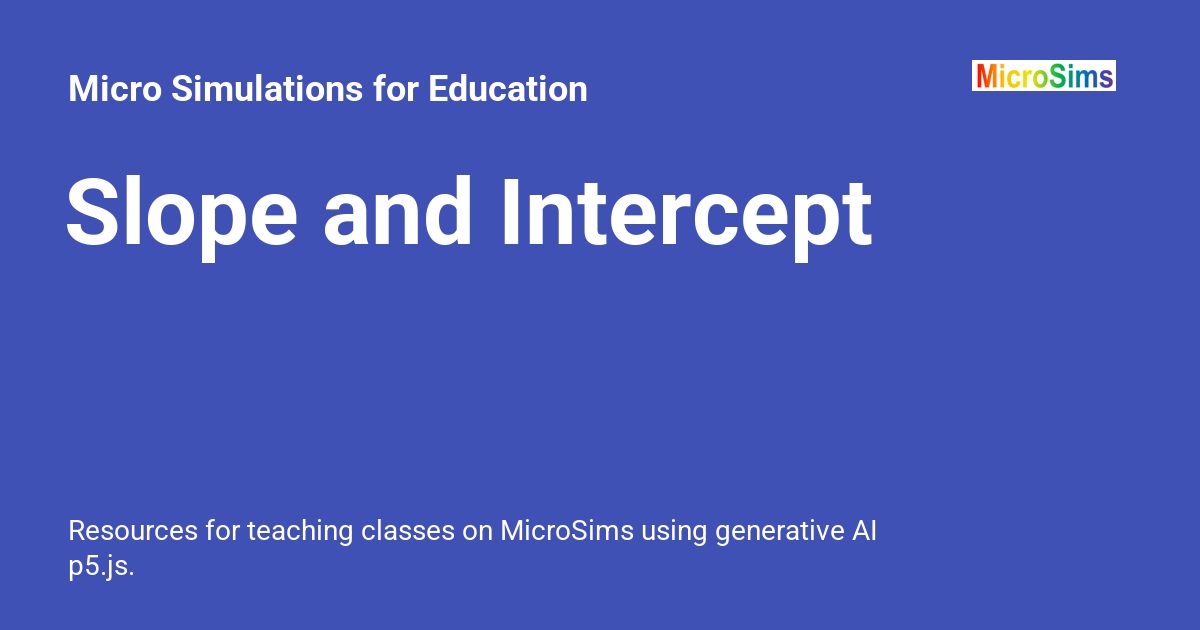 Micro Simulations for Education
MicroSims
Slope and Intercept
Resources for teaching classes on MicroSims using generative AI
p5.js.